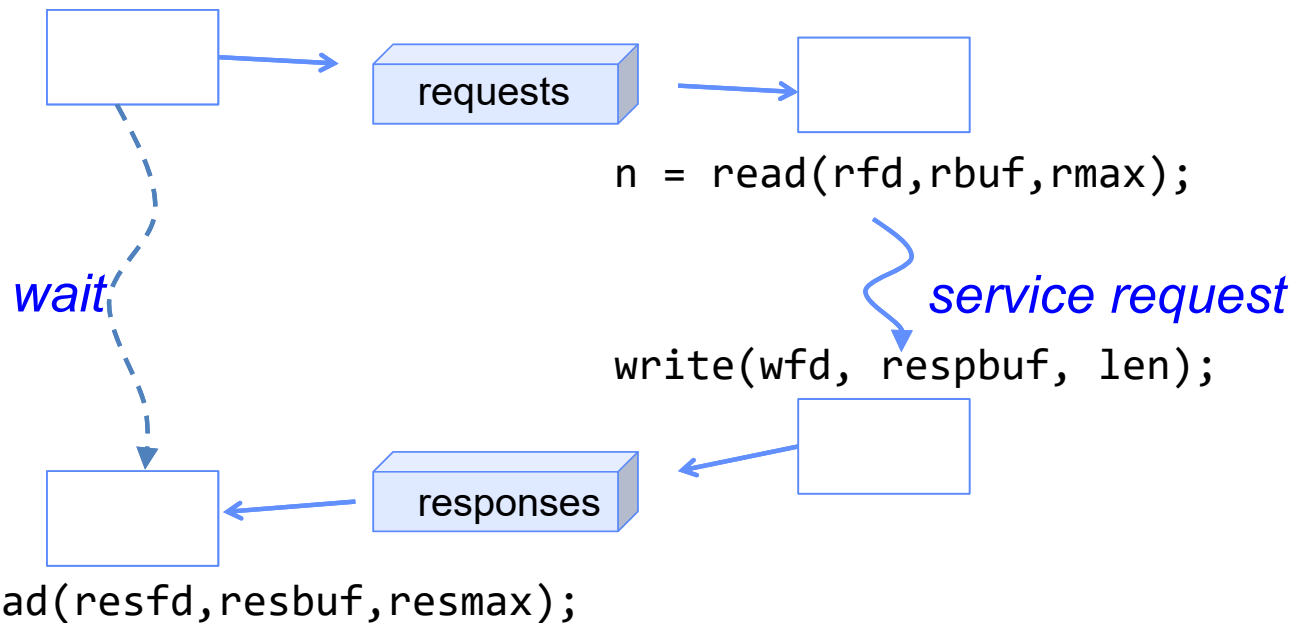 requests
n = read(rfd,rbuf,rmax);
wait
service request
write(wfd, respbuf, len);
responses
ad(resfd,resbuf,resmax);